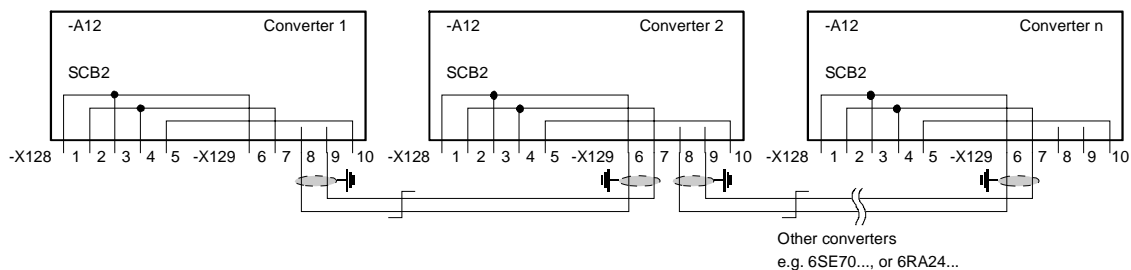 -A12 Converter 1 -A12 Converter 2 -A12 Converter n
SCB2 SCB2 SCB2
-X128 1 2 3 4 5 -X129 6 7 8 9 10 -X128 1 2 3 4 5 -X129 6 7 8 9 10 -X128 1 2 3 4 5 -X129 6 7 8 9 10
Other converters
e.g. 6SE70..., or 6RA24...